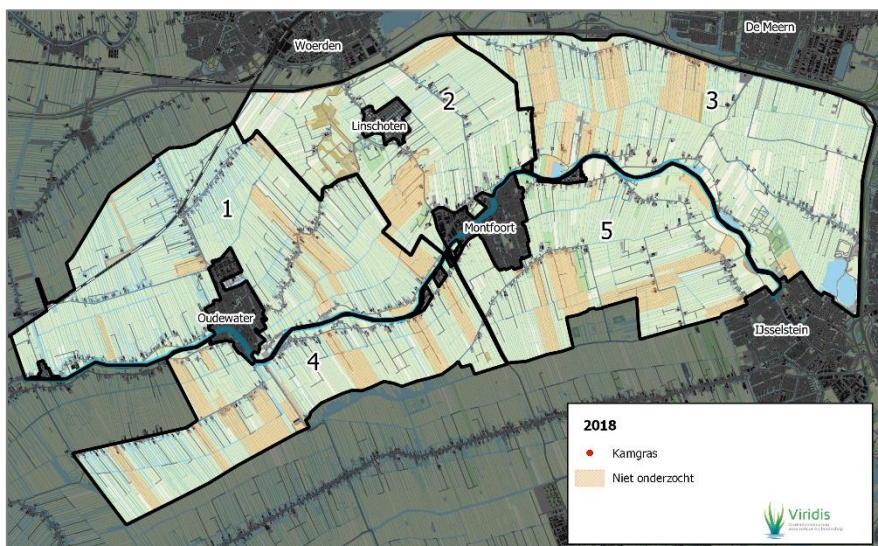 Woerden
De Meern
2
3
Linschoten
1
Montfoort
5
Oudewater
IJsselstein
4
2018
Kamgras
Niet onderzocht
Viridis